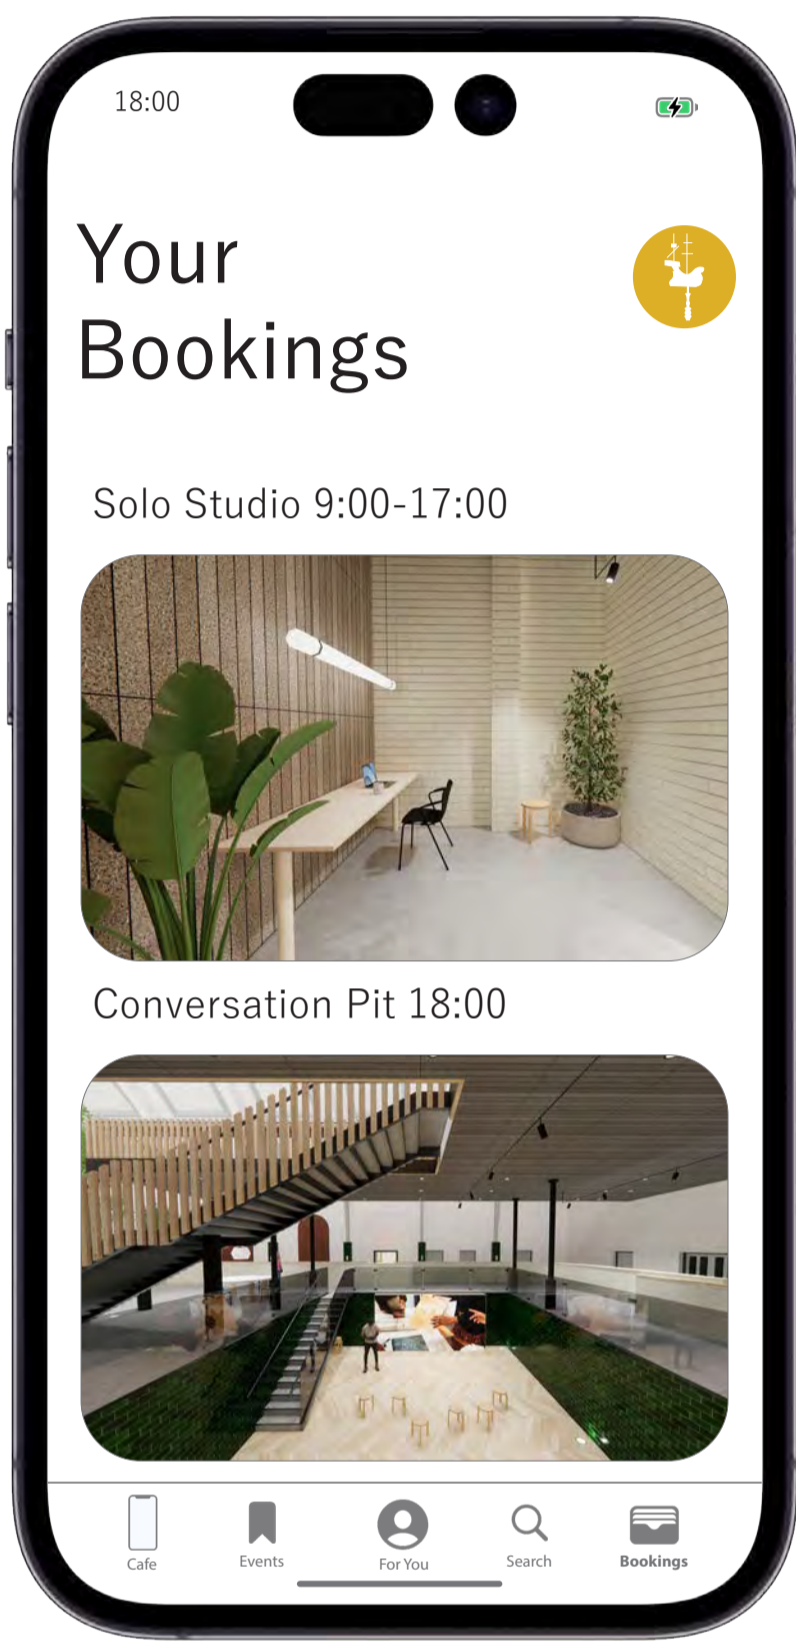 18:00
Your
Bookings
Solo Studio 9:00-17:00
Conversation Pit 18:00
Cafe
Events
For You
Search
Bookings